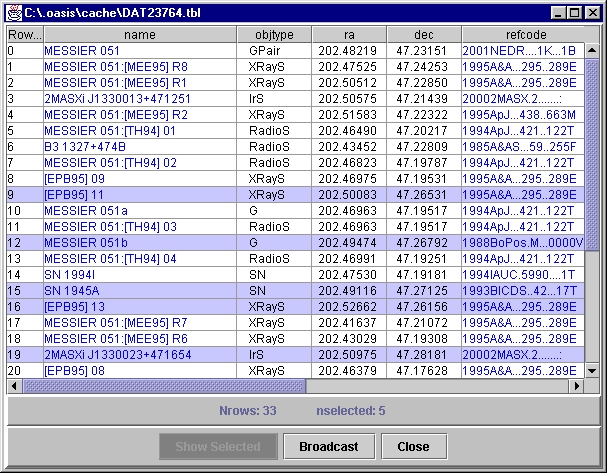 C:\.oasis\cache\DAT23764.tbl
Row... name objtype ra dec refcode
0 MESSIER 051 GPair 202.48219 47.23151 2001NEDR....1K...1B
1 MESSIER 051:[MEE95] R8 XRayS 202.47525 47.24253 1995A&A...295..289E
2 MESSIER 051:[MEE95] R1 XRayS 202.50512 47.22850 1995A&A...295..289E
3 2MASXi J1330013+471251 IrS 202.50575 47.21439 20002MASX.2.......:
4 MESSIER 051:[MEE95] R2 XRayS 202.51583 47.22322 1995ApJ...438..663M
5 MESSIER 051:[TH94] 01 RadioS 202.46490 47.20217 1994ApJ...421..122T
6 B3 1327+474B RadioS 202.43452 47.22809 1985A&AS...59..255F
7 MESSIER 051:[TH94] 02 RadioS 202.46823 47.19787 1994ApJ...421..122T
8 [EPB95] 09 XRayS 202.46975 47.19531 1995A&A...295..289E
9 [EPB95] 11 XRayS 202.50083 47.26531 1995A&A...295..289E
10 MESSIER 051a G 202.46963 47.19517 1994ApJ...421..122T
11 MESSIER 051:[TH94] 03 RadioS 202.46963 47.19517 1994ApJ...421..122T
12 MESSIER 051b G 202.49474 47.26792 1988BoPos.M...0000V
13 MESSIER 051:[TH94] 04 RadioS 202.46991 47.19251 1994ApJ...421..122T
14 SN 1994I SN 202.47530 47.19181 1994IAUC.5990....1T
15 SN 1945A SN 202.49116 47.27125 1993BICDS..42...17T
16 [EPB95] 13 XRayS 202.52662 47.26156 1995A&A...295..289E
17 MESSIER 051:[MEE95] R7 XRayS 202.41637 47.21072 1995A&A...295..289E
18 MESSIER 051:[MEE95] R6 XRayS 202.43029 47.19308 1995A&A...295..289E
19 2MASXi J1330023+471654 IrS 202.50975 47.28181 20002MASX.2.......:
20 [EPB95] 08 XRayS 202.46379 47.17628 1995A&A...295..289E
Nrows: 33 nselected: 5
Show Selected Broadcast Close